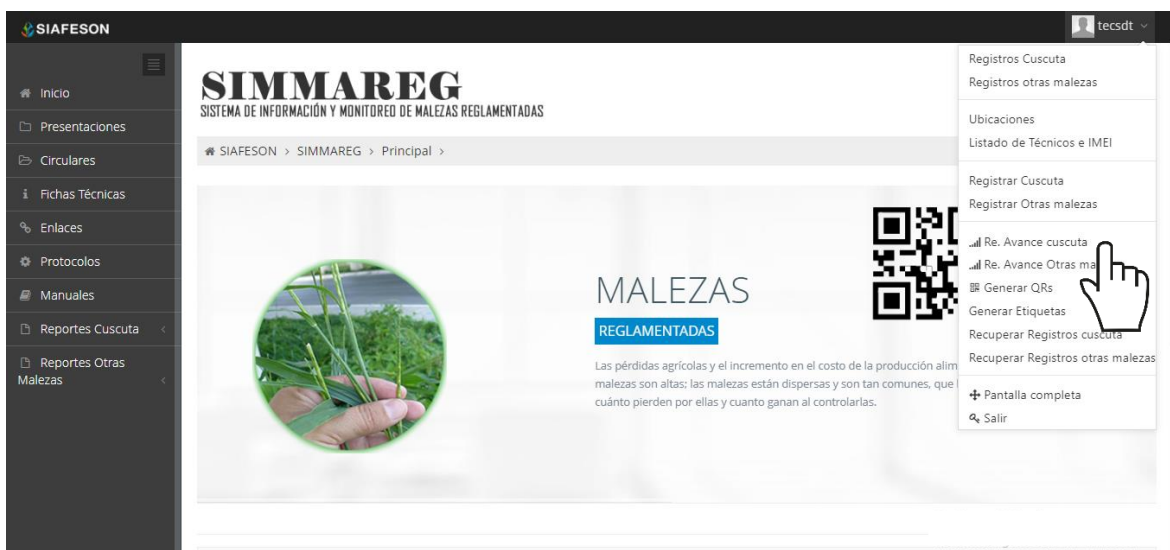 SIAFESON
tecsdt
Inicio
Presentaciones
Circulares
Fichas Técnicas
Enlaces
Protocolos
Manuales
Reportes Cuscuta
Reportes Otras
Malezas
SIMMAREG
SISTEMA DE INFORMACIÓN Y MONITOREO DE MALEZAS REGLAMENTADAS
SIAFESON > SIMMAREG > Principal >
MALEZAS
REGLAMENTADAS
Las pérdidas agrícolas y el incremento en el costo de la producción alim
malezas son altas; las malezas están dispersas y son tan comunes, que
cuánto pierden por ellas y cuanto ganan al controlarlas.
Registros Cuscuta
Registros otras malezas
Ubicaciones
Listado de Técnicos e IMEI
Registrar Cuscuta
Registrar Otras malezas
Re. Avance cuscuta
Re. Avance Otras ma
Generar QRs
Generar Etiquetas
Recuperar Registros cuscuta
Recuperar Registros otras malezas
Pantalla completa
Salir